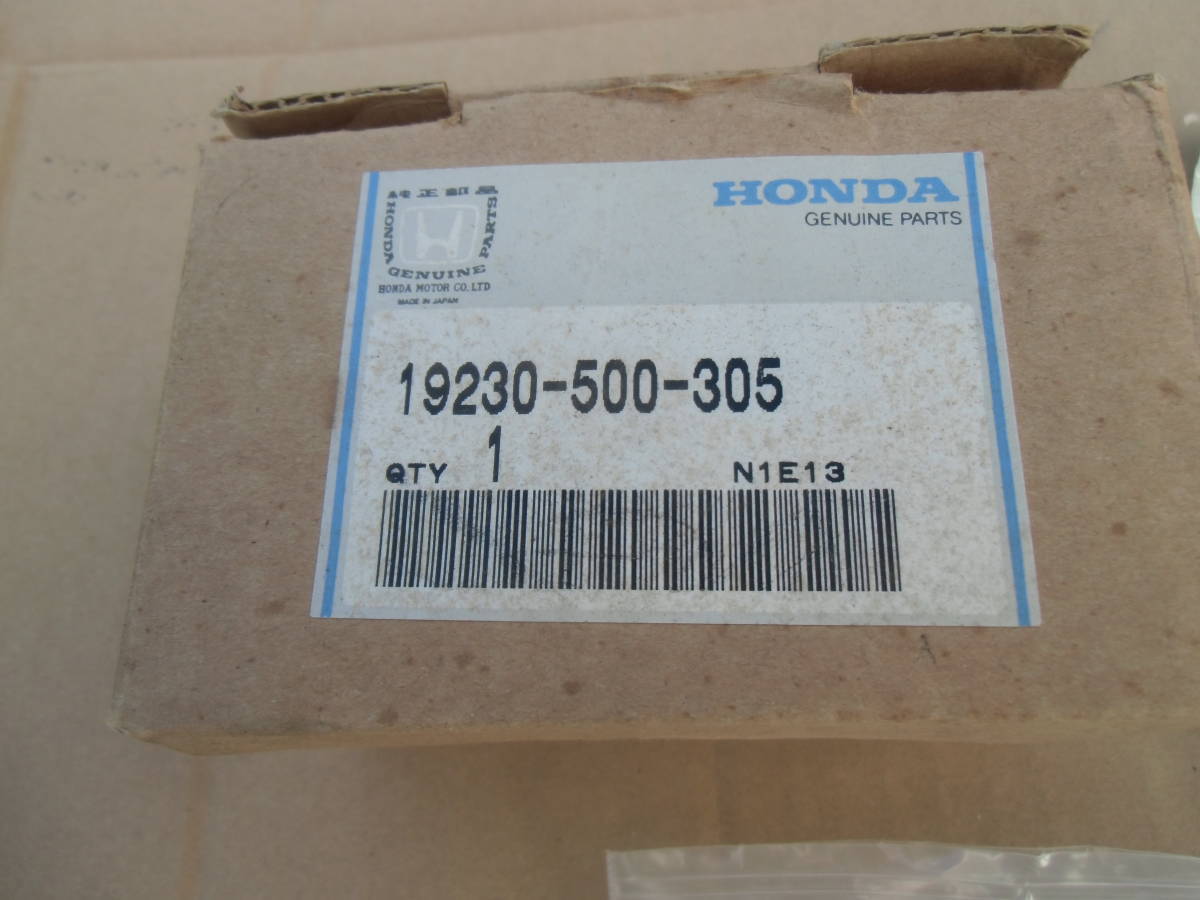 純正部品
HONDA
PARTS
GENUINE
HONDA MOTOR CO.,LTD
MADE IN JAPAN
HONDA
GENUINE PARTS
19230-500-305
QTY 1 N1E13